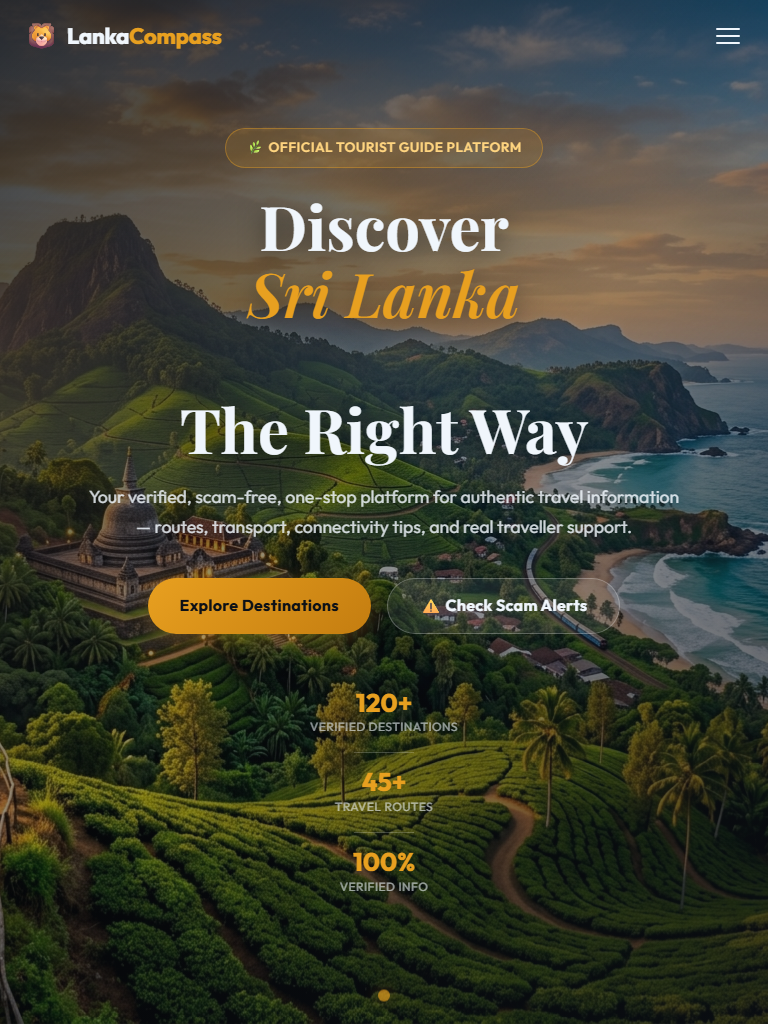 LankaCompass
OFFICIAL TOURIST GUIDE PLATFORM
Discover
Sri Lanka
The Right Way
Your verified, scam-free, one-stop platform for authentic travel information
— routes, transport, connectivity tips, and real traveller support.
Explore Destinations
Check Scam Alerts
120+
VERIFIED DESTINATIONS
45+
TRAVEL ROUTES
100%
VERIFIED INFO